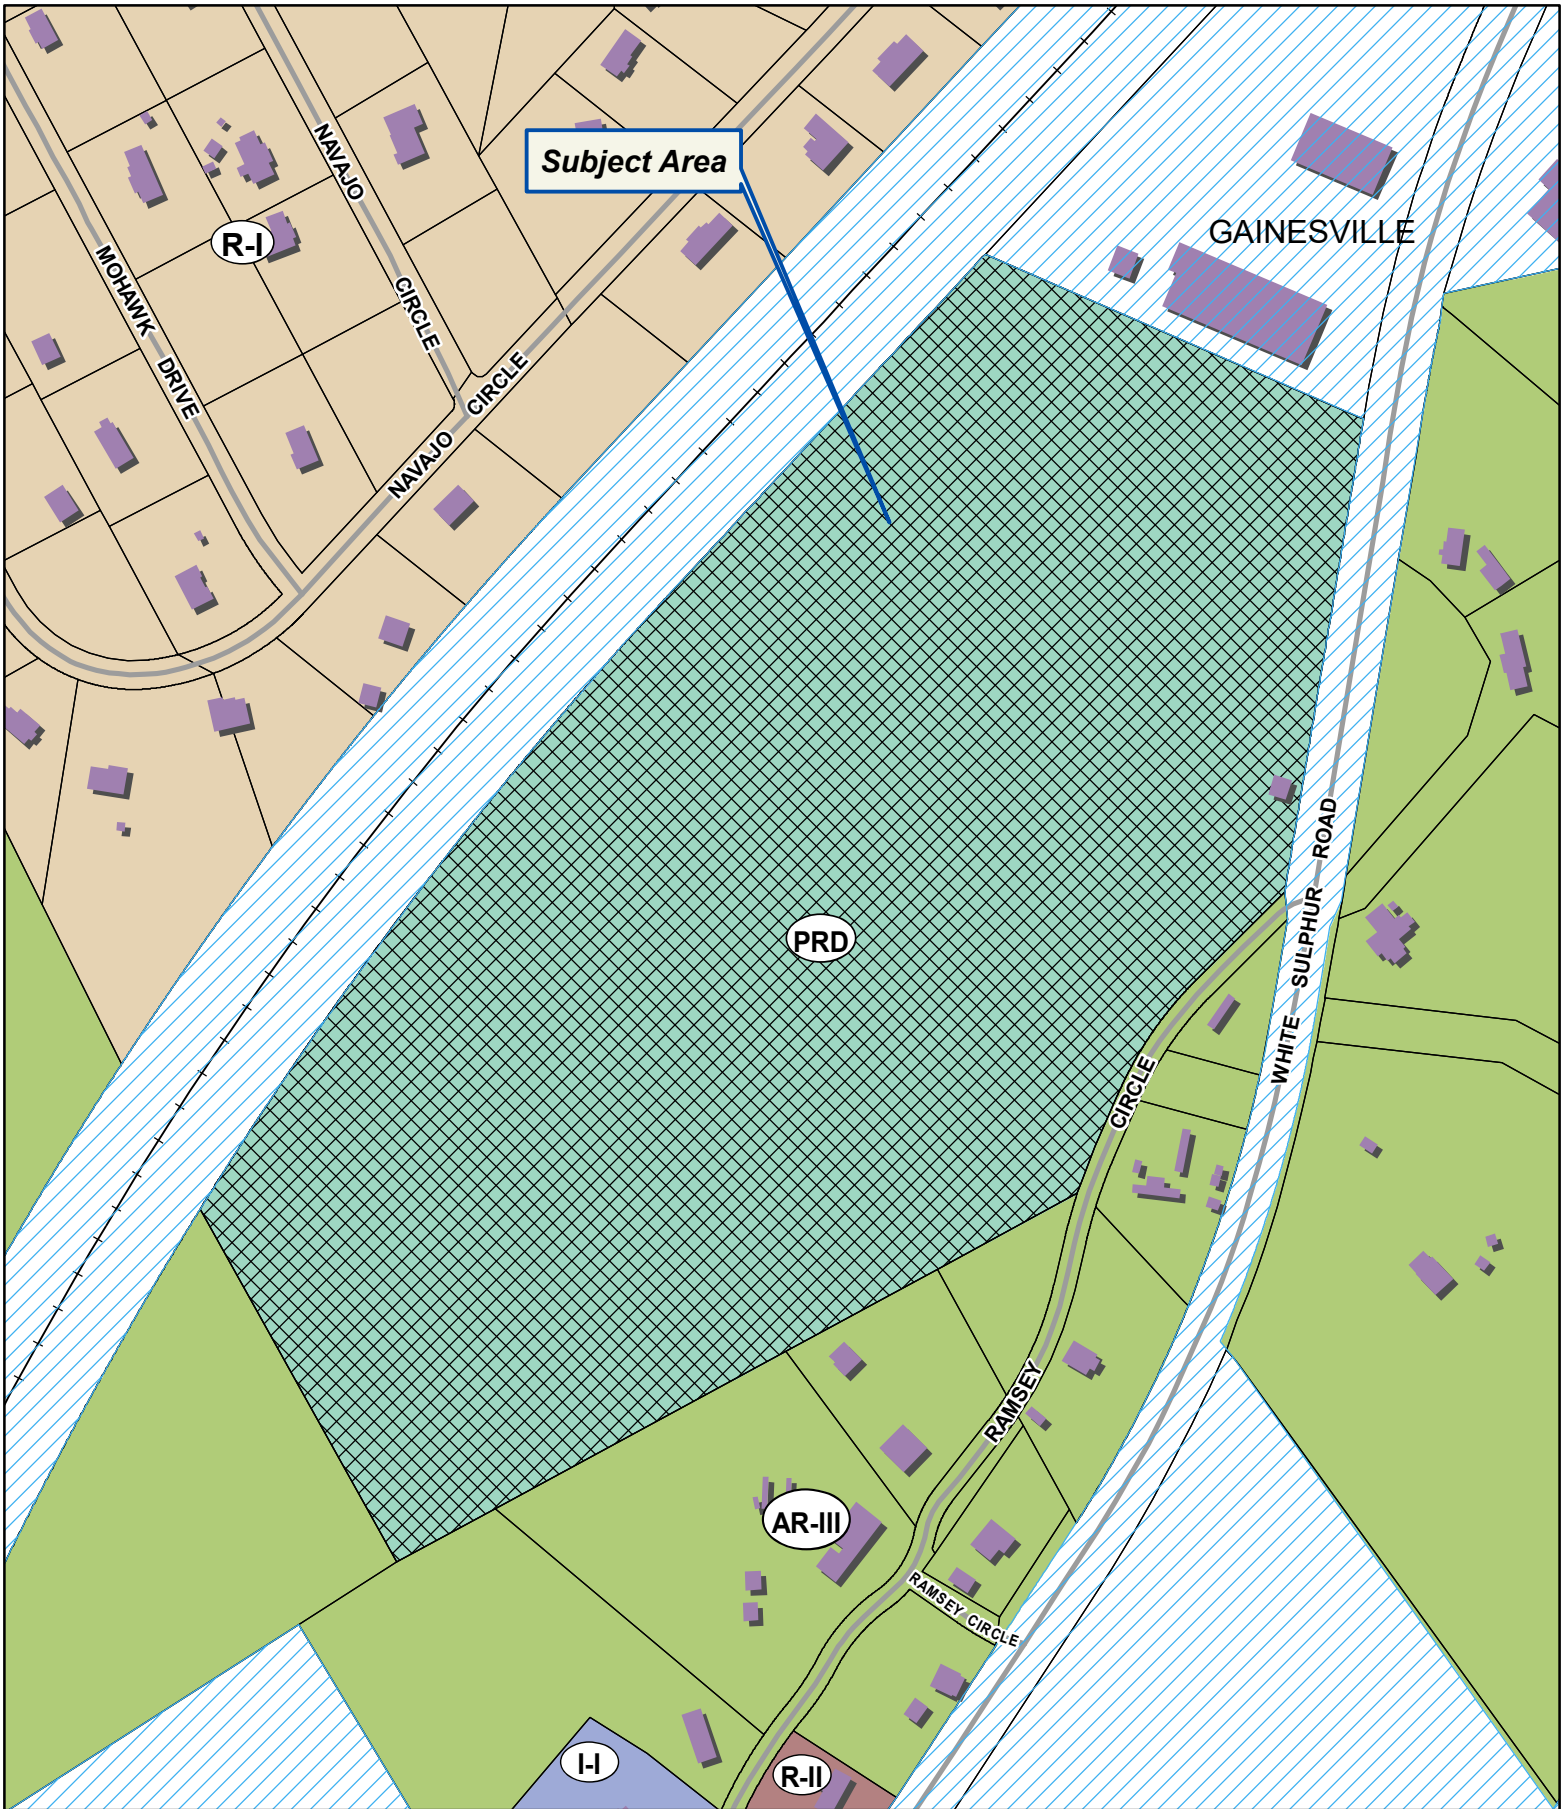 NAVAJO
CIRCLE
Subject Area
GAINESVILLE
R-I
MOHAWK
DRIVE
NAVAJO
CIRCLE
WHITE SULPHUR ROAD
PRD
RAMSEY
CIRCLE
AR-III
RAMSEY CIRCLE
I-I
R-II